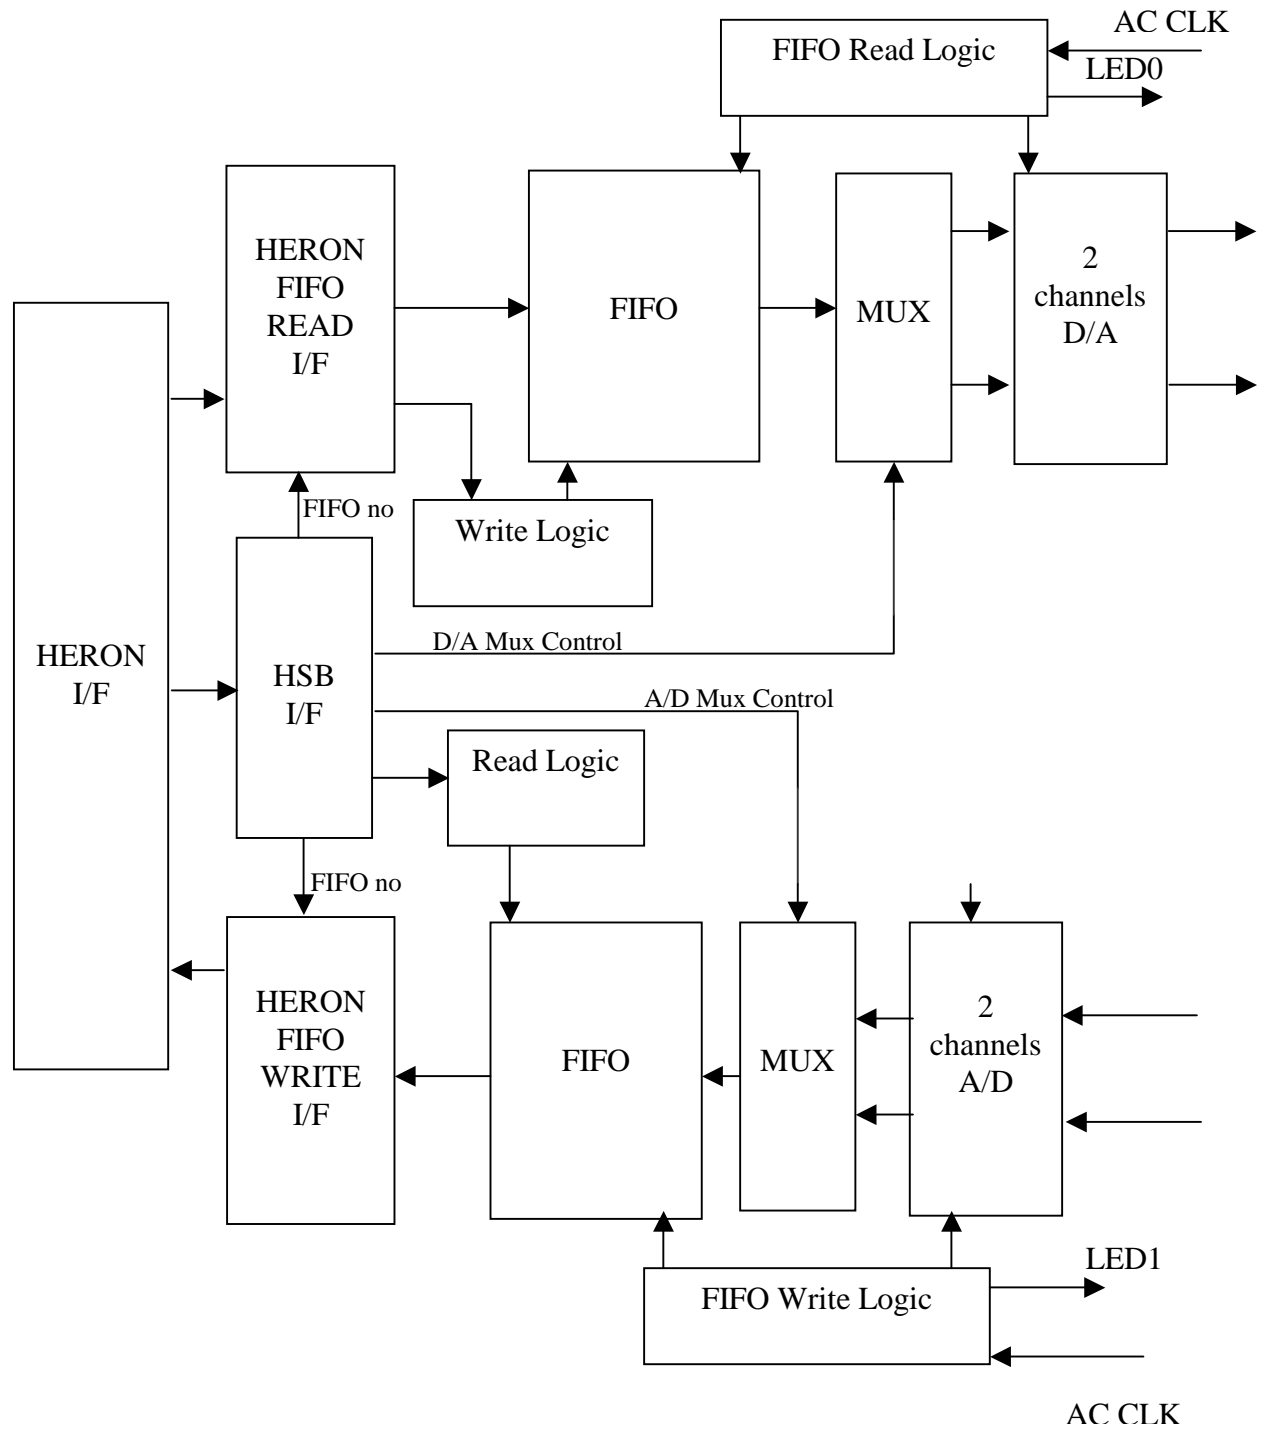 AC CLK
FIFO Read Logic
LED0
HERON
FIFO
READ
I/F
FIFO
MUX
2
channels
D/A
FIFO no
Write Logic
HERON
I/F
HSB
I/F
D/A Mux Control
A/D Mux Control
Read Logic
FIFO no
HERON
FIFO
WRITE
I/F
FIFO
MUX
2
channels
A/D
LED1
FIFO Write Logic
AC CLK